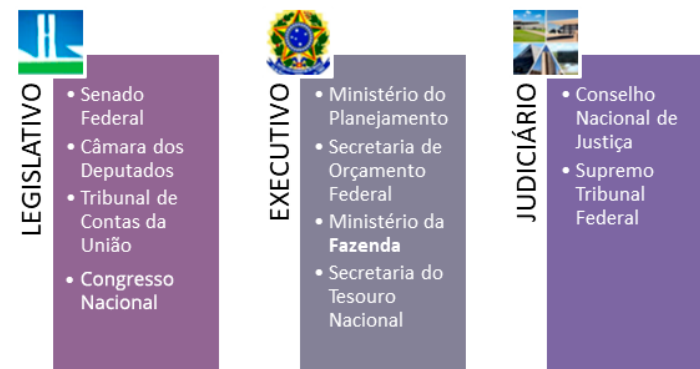 LEGISLATIVO
• Senado
Federal
• Câmara dos
Deputados
• Tribunal de
Contas da
União
• Congresso
Nacional
EXECUTIVO
• Ministério do
Planejamento
• Secretaria de
Orçamento
Federal
• Ministério da
Fazenda
• Secretaria do
Tesouro
Nacional
JUDICIÁRIO
• Conselho
Nacional de
Justiça
• Supremo
Tribunal
Federal